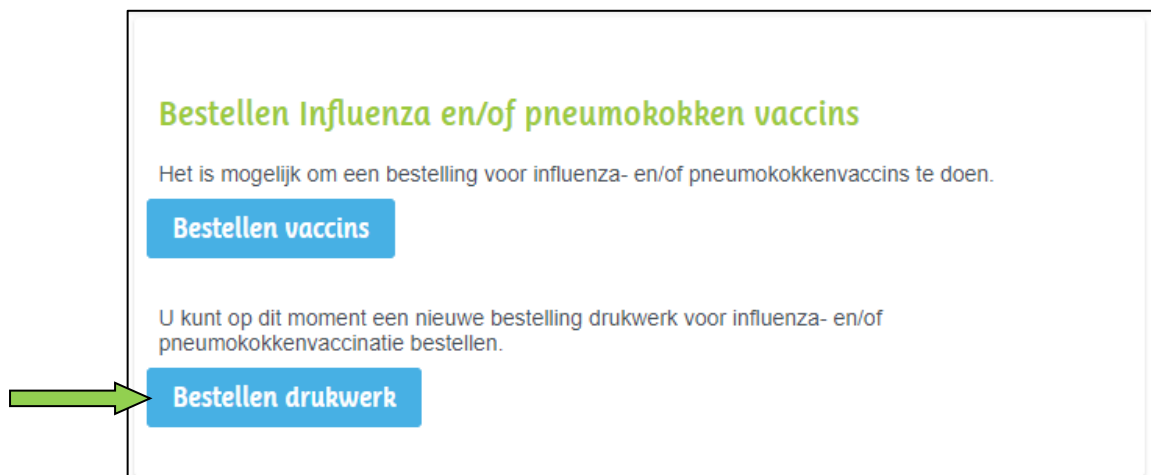 Bestellen Influenza en/of pneumokokken vaccins
Het is mogelijk om een bestelling voor influenza- en/of pneumokokkenvaccins te doen.
Bestellen vaccins
U kunt op dit moment een nieuwe bestelling drukwerk voor influenza- en/of
pneumokokkenvaccinatie bestellen.
Bestellen drukwerk